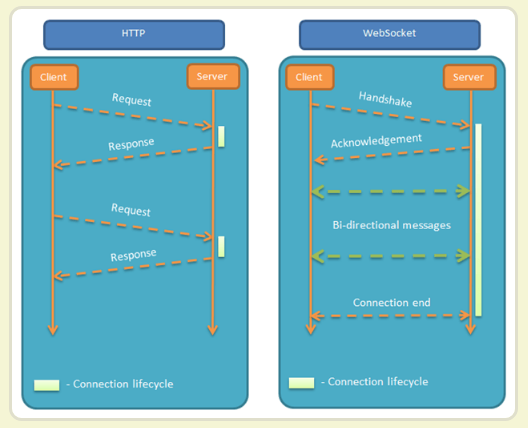 HTTP
Client
Server
Request
Response
Request
Response
- Connection lifecycle
WebSocket
Client
Server
Handshake
Acknowledgement
Bi-directional messages
Connection end
- Connection lifecycle